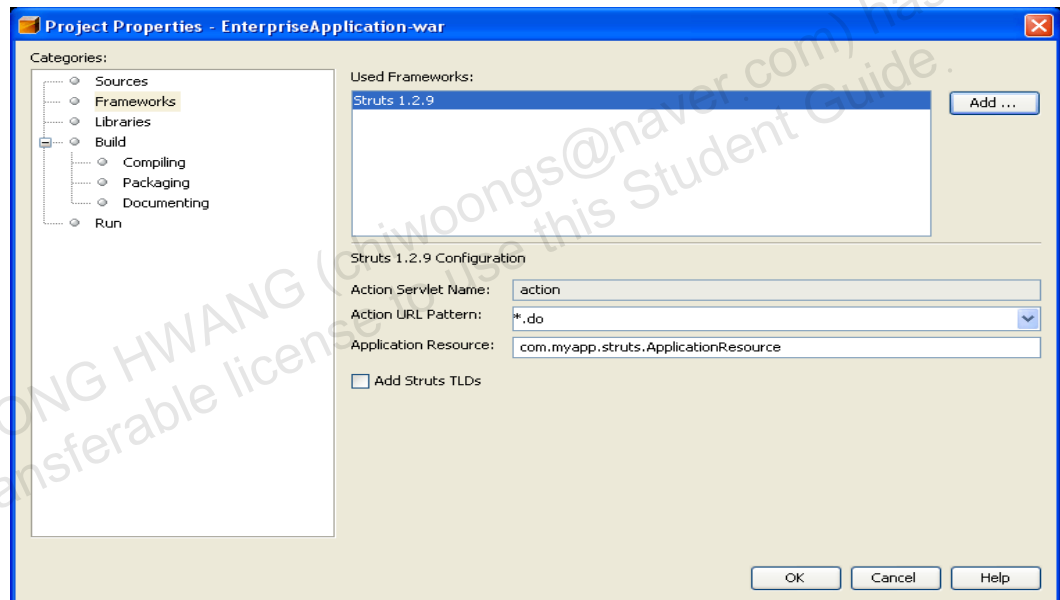 Project Properties - EnterpriseApplication-war
Categories:
Sources
Frameworks
Libraries
Build
Compiling
Packaging
Documenting
Run
Used Frameworks:
Struts 1.2.9
Add ...
Struts 1.2.9 Configuration
Action Servlet Name: action
Action URL Pattern: *.do
Application Resource: com.myapp.struts.ApplicationResource
Add Struts TLDs
OK Cancel Help
ONG HWANG (chiwoongs@naver.com) has
ansferable license to use this Student Guide.